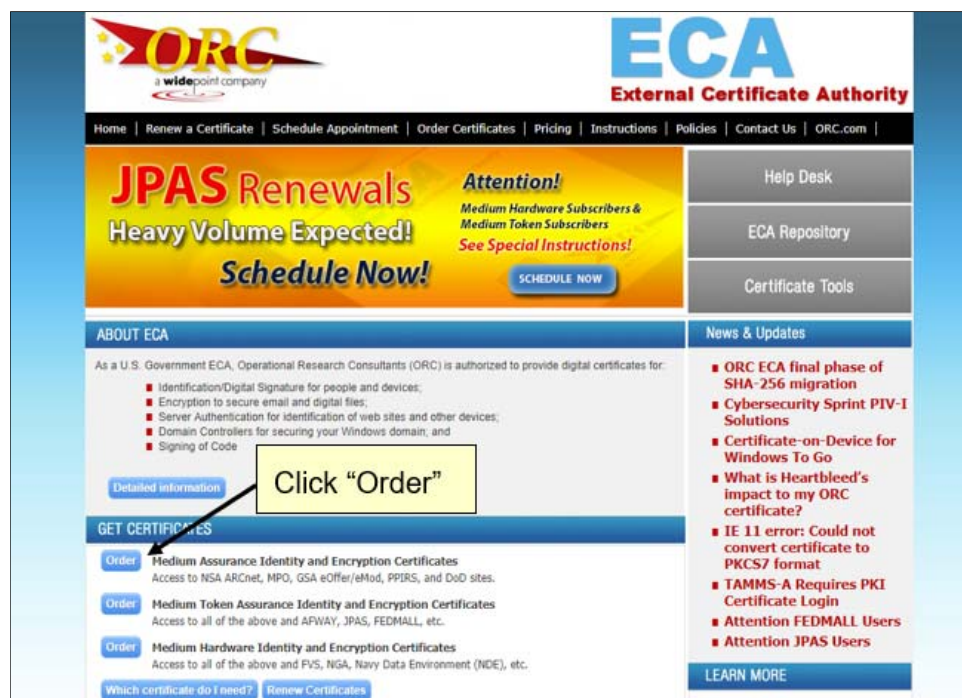 ORC
a widepoint company
ECA
External Certificate Authority
Home | Renew a Certificate | Schedule Appointment | Order Certificates | Pricing | Instructions | Policies | Contact Us | ORC.com |
JPAS Renewals
Heavy Volume Expected!
Schedule Now!
Attention!
Medium Hardware Subscribers &
Medium Token Subscribers
See Special Instructions!
SCHEDULE NOW
Help Desk
ECA Repository
Certificate Tools
ABOUT ECA
As a U.S. Government ECA, Operational Research Consultants (ORC) is authorized to provide digital certificates for:
Identification/Digital Signature for people and devices;
Encryption to secure email and digital files;
Server Authentication for identification of web sites and other devices;
Domain Controllers for securing your Windows domain; and
Signing of Code
Detailed information
Click “Order”
GET CERTIFICATES
Order Medium Assurance Identity and Encryption Certificates
Access to NSA ARCnet, MPO, GSA eOffer/eMod, PPIRS, and DoD sites.
Order Medium Token Assurance Identity and Encryption Certificates
Access to all of the above and AFWAY, JPAS, FEDMALL, etc.
Order Medium Hardware Identity and Encryption Certificates
Access to all of the above and FVS, NGA, Navy Data Environment (NDE), etc.
Which certificate do I need? Renew Certificates
News & Updates
ORC ECA final phase of
SHA-256 migration
Cybersecurity Sprint PIV-I
Solutions
Certificate-on-Device for
Windows To Go
What is Heartbleed's
impact to my ORC
certificate?
IE 11 error: Could not
convert certificate to
PKCS7 format
TAMMS-A Requires PKI
Certificate Login
Attention FEDMALL Users
Attention JPAS Users
LEARN MORE